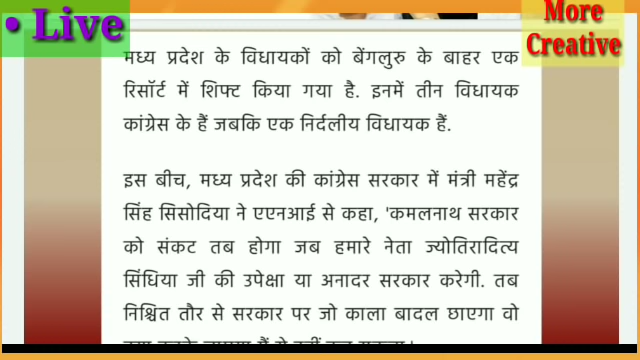 • Live
More
Creative
मध्य प्रदेश के विधायकों को बेंगलुरु के बाहर एक
रिसॉर्ट में शिफ्ट किया गया है. इनमें तीन विधायक
कांग्रेस के हैं जबकि एक निर्दलीय विधायक हैं.
इस बीच, मध्य प्रदेश की कांग्रेस सरकार में मंत्री महेंद्र
सिंह सिसोदिया ने एएनआई से कहा, 'कमलनाथ सरकार
को संकट तब होगा जब हमारे नेता ज्योतिरादित्य
सिंधिया जी की उपेक्षा या अनादर सरकार करेगी. तब
निश्चित तौर से सरकार पर जो काला बादल छाएगा वो